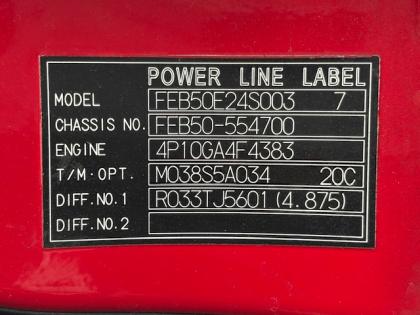 POWER LINE LABEL
MODEL FEB50E24S003 7
CHASSIS NO. FEB50-554700
ENGINE 4P10GA4F4383
T/M·OPT. M038S5A034 20C
DIFF.NO.1 R033TJ5601(4.875)
DIFF.NO.2